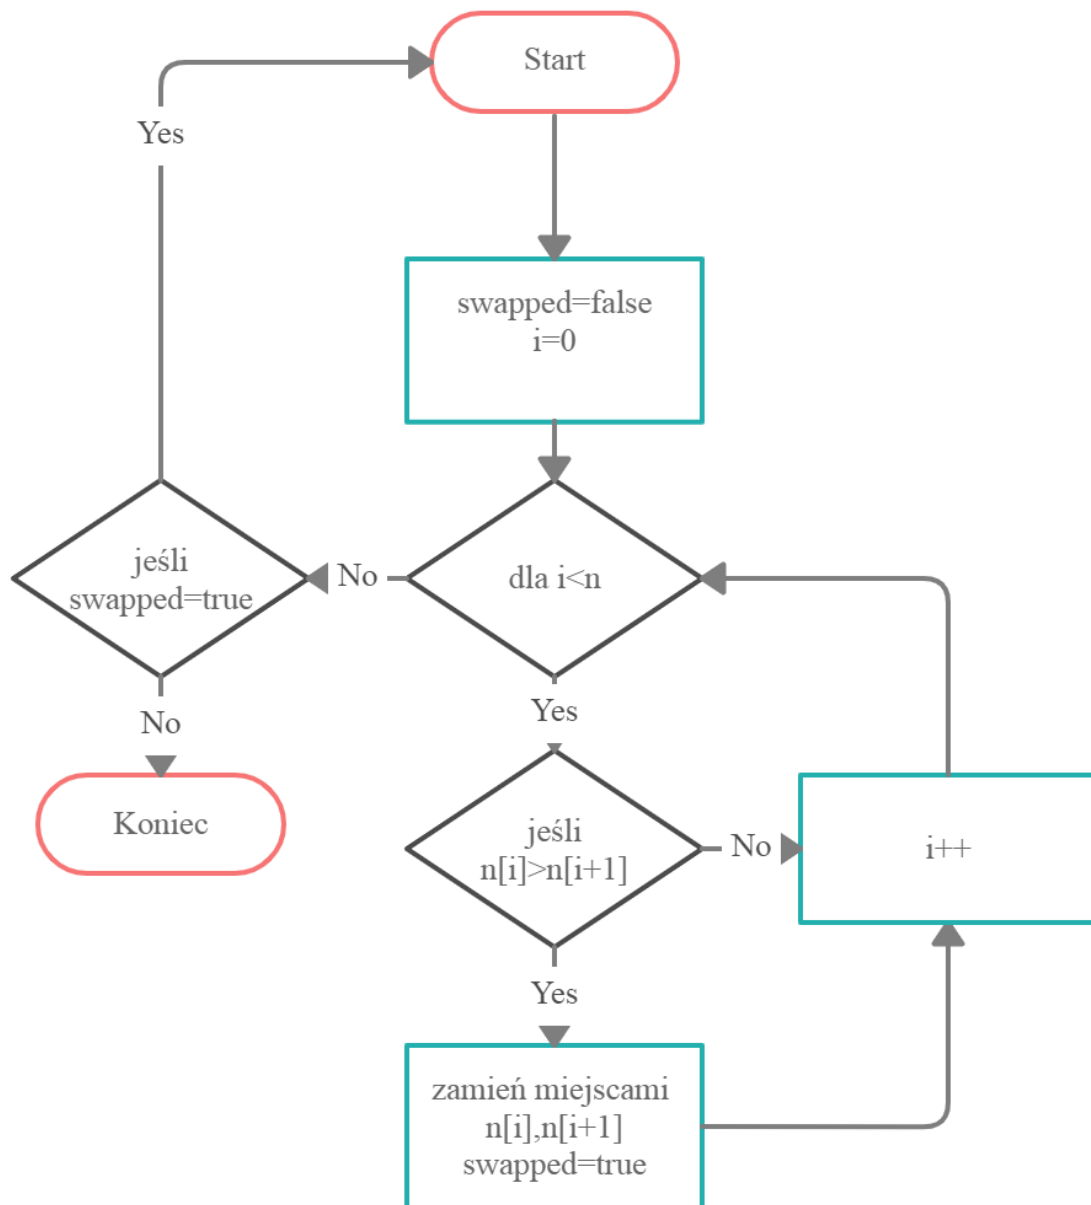 Start
Yes
swapped=false
i=0
jeśli
swapped=true
No
dla i<n
Yes
No
Koniec
jeśli
n[i]>n[i+1]
No
i++
Yes
zamień miejscami
n[i],n[i+1]
swapped=true